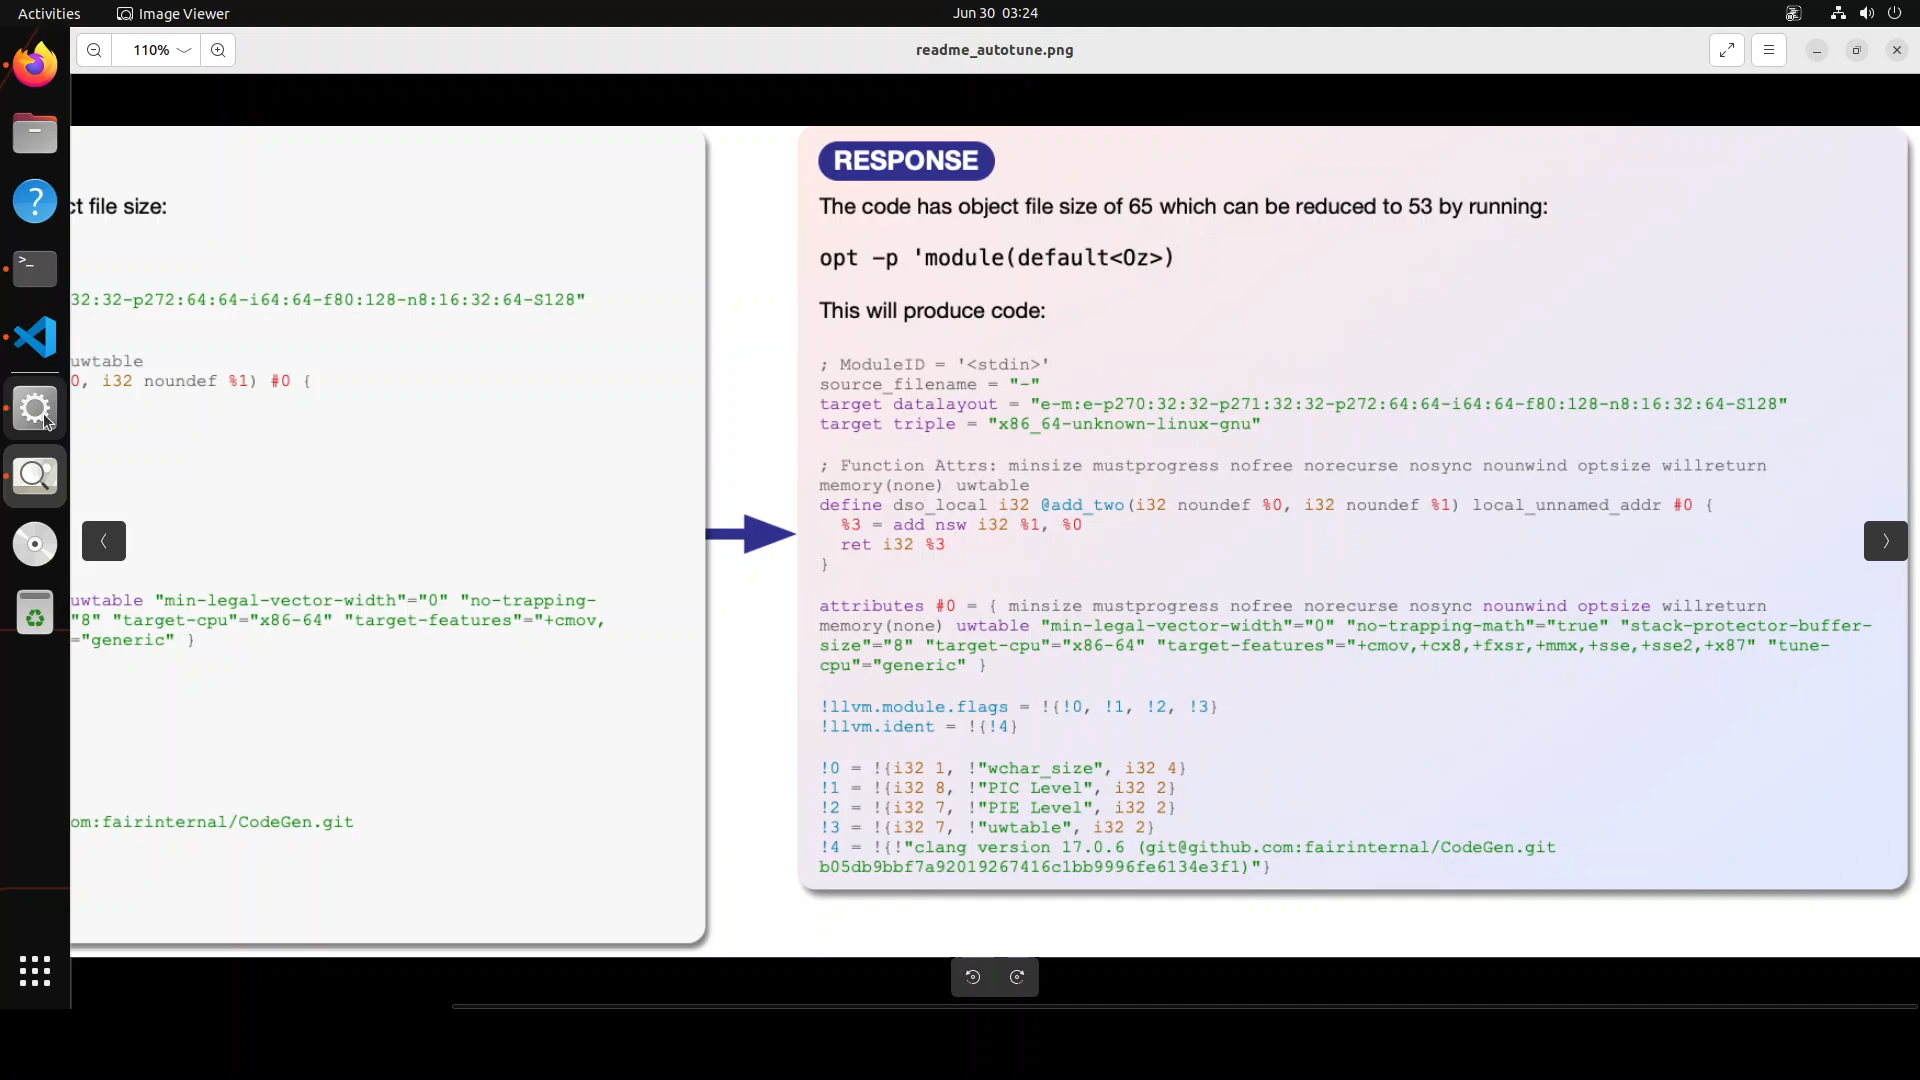 Activities
Image Viewer
Jun 30 03:24
110%
readme_autotune.png
ct file size:
32:32-p272:64:64-i64:64-f80:128-n8:16:32:64-S128"
uwtable
0, i32 noundef %1) #0 {
uwtable "min-legal-vector-width"="0" "no-trapping-
"8" "target-cpu"="x86-64" "target-features"="+cmov,
="generic" }
om:fairinternal/CodeGen.git
RESPONSE
The code has object file size of 65 which can be reduced to 53 by running:
opt -p 'module(default<Oz>)
This will produce code:
; ModuleID = '<stdin>'
source_filename = "-"
target datalayout = "e-m:e-p270:32:32-p271:32:32-p272:64:64-i64:64-f80:128-n8:16:32:64-S128"
target triple = "x86_64-unknown-linux-gnu"
; Function Attrs: minsize mustprogress nofree norecurse nosync nounwind optsize willreturn
memory(none) uwtable
define dso_local i32 @add_two(i32 noundef %0, i32 noundef %1) local_unnamed_addr #0 {
%3 = add nsw i32 %1, %0
ret i32 %3
}
attributes #0 = { minsize mustprogress nofree norecurse nosync nounwind optsize willreturn
memory(none) uwtable "min-legal-vector-width"="0" "no-trapping-math"="true" "stack-protector-buffer-
size"="8" "target-cpu"="x86-64" "target-features"="+cmov,+cx8,+fxsr,+mmx,+sse,+sse2,+x87" "tune-
cpu"="generic" }
!llvm.module.flags = !{!0, !1, !2, !3}
!llvm.ident = !{!4}
!0 = !{i32 1, !"wchar_size", i32 4}
!1 = !{i32 8, !"PIC Level", i32 2}
!2 = !{i32 7, !"PIE Level", i32 2}
!3 = !{i32 7, !"uwtable", i32 2}
!4 = !{!"clang version 17.0.6 (git@github.com:fairinternal/CodeGen.git
b05db9bbf7a92019267416c1bb9996fe6134e3f1)"}